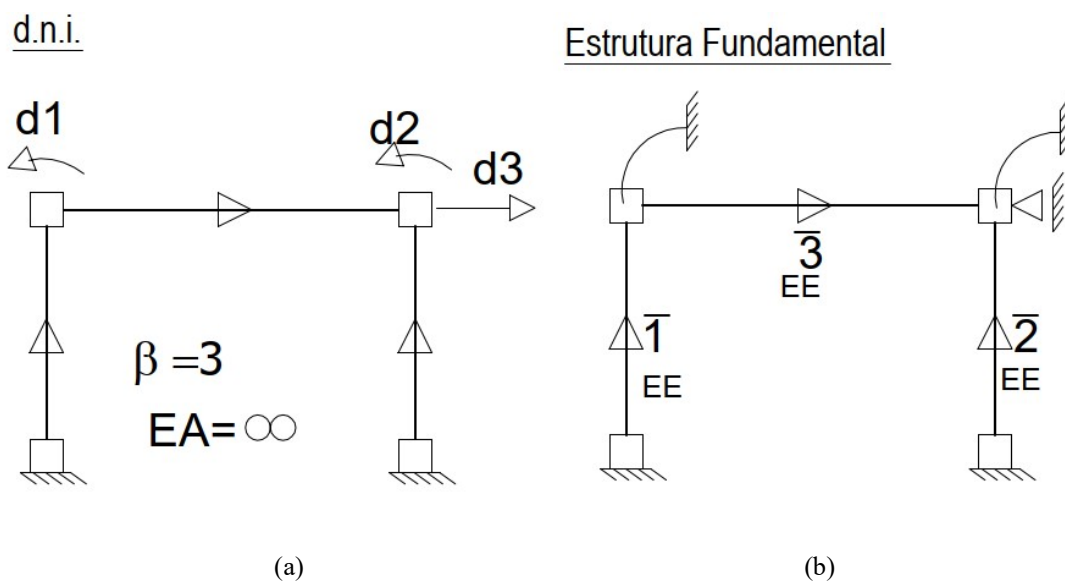 d.n.i.
Estrutura Fundamental
d1
d2
d3
β =3
EA= ∞
3̅
EE
1̅
EE
2̅
EE
(a)
(b)